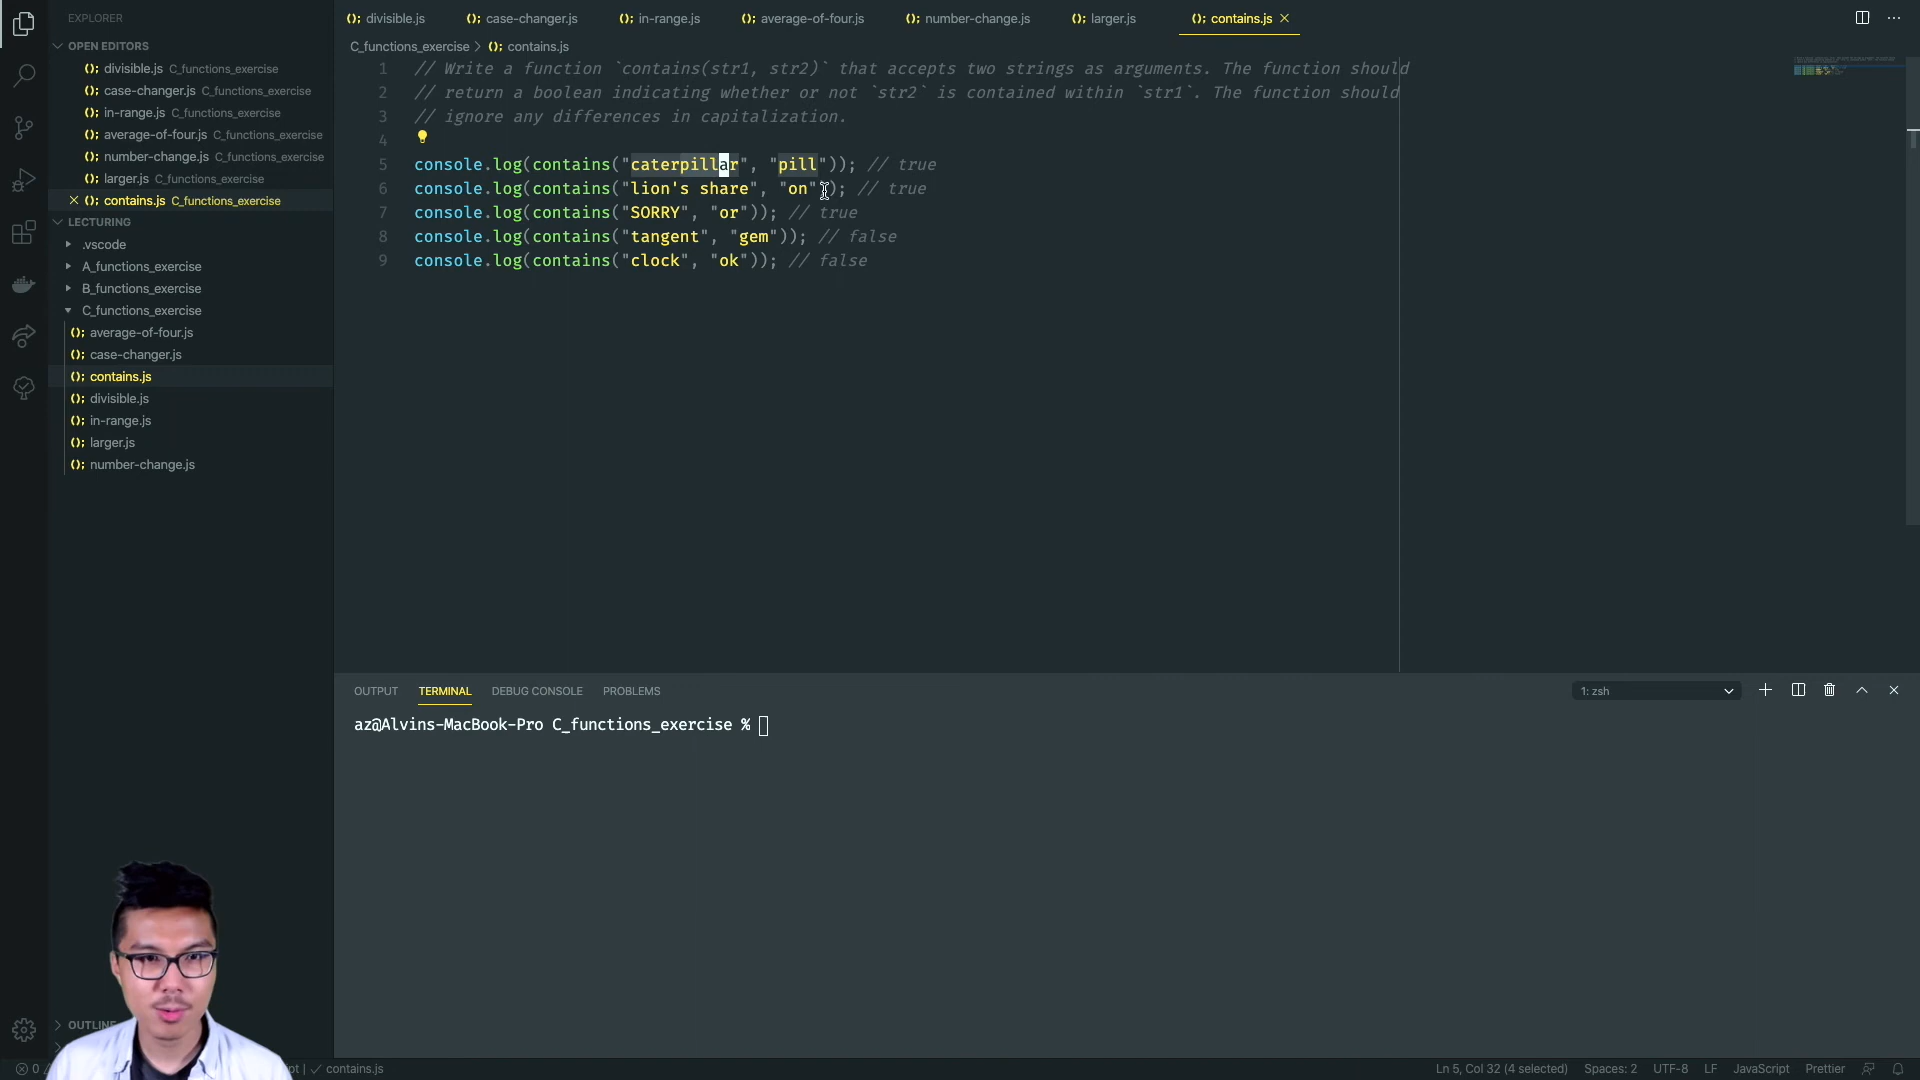 EXPLORER
OPEN EDITORS
(); divisible.js C_functions_exercise
(); case-changer.js C_functions_exercise
(); in-range.js C_functions_exercise
(); average-of-four.js C_functions_exercise
(); number-change.js C_functions_exercise
(); larger.js C_functions_exercise
(); contains.js C_functions_exercise
LECTURING
.vscode
A_functions_exercise
B_functions_exercise
C_functions_exercise
(); average-of-four.js
(); case-changer.js
(); contains.js
(); divisible.js
(); in-range.js
(); larger.js
(); number-change.js
OUTLINE
(); divisible.js (); case-changer.js (); in-range.js (); average-of-four.js (); number-change.js (); larger.js (); contains.js
C_functions_exercise > (); contains.js
1 // Write a function `contains(str1, str2)` that accepts two strings as arguments. The function should
2 // return a boolean indicating whether or not `str2` is contained within `str1`. The function should
3 // ignore any differences in capitalization.
4
5 console.log(contains("caterpillar", "pill")); // true
6 console.log(contains("lion's share", "on")); // true
7 console.log(contains("SORRY", "or")); // true
8 console.log(contains("tangent", "gem")); // false
9 console.log(contains("clock", "ok")); // false
OUTPUT TERMINAL DEBUG CONSOLE PROBLEMS 1: zsh
az@Alvins-MacBook-Pro C_functions_exercise %
0 pt | ✓ contains.js Ln 5, Col 32 (4 selected) Spaces: 2 UTF-8 LF JavaScript Prettier